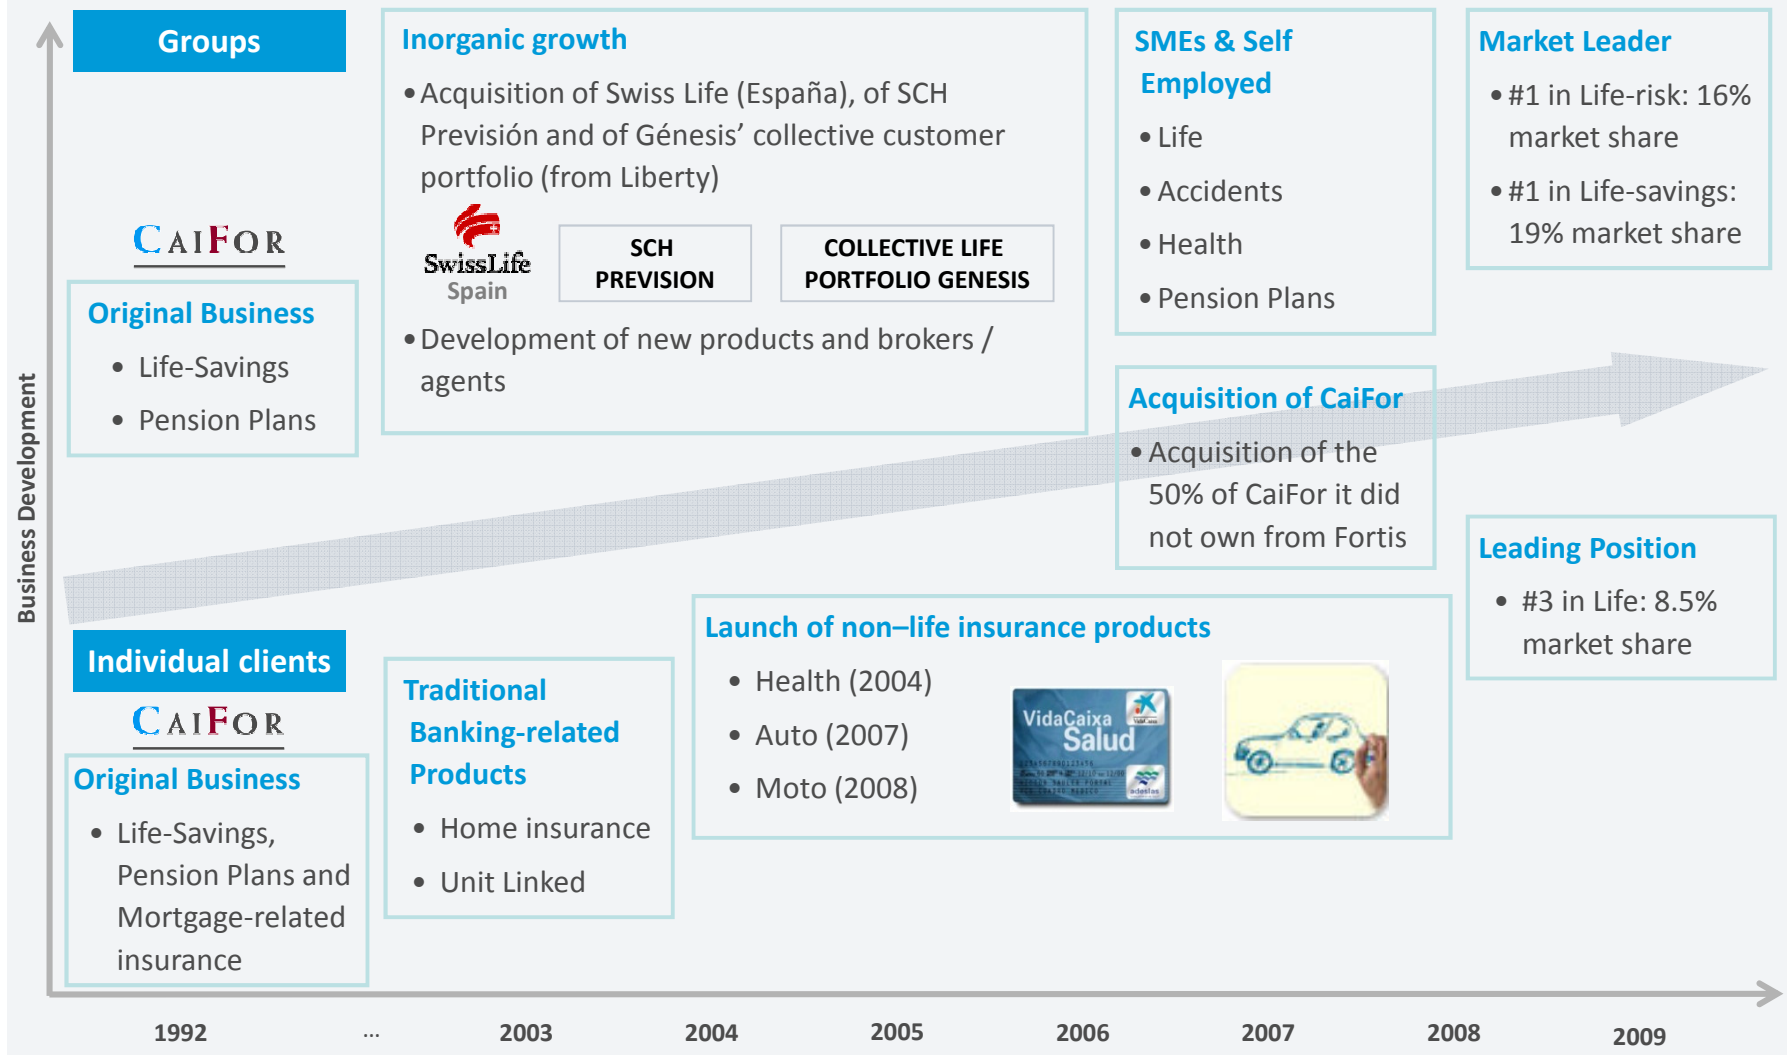 Groups
Inorganic growth
•Acquisition of Swiss Life (España), of SCH
Previsión and of Génesis’ collective customer
portfolio (from Liberty)
SwissLife
Spain
SCH
PREVISION
COLLECTIVE LIFE
PORTFOLIO GENESIS
•Development of new products and brokers /
agents
SMEs & Self
Employed
•Life
•Accidents
•Health
•Pension Plans
Market Leader
•#1 in Life-risk: 16%
market share
•#1 in Life-savings:
19% market share
CAIFOR
Original Business
• Life-Savings
• Pension Plans
Business Development
Acquisition of CaiFor
•Acquisition of the
50% of CaiFor it did
not own from Fortis
Leading Position
• #3 in Life: 8.5%
market share
Individual clients
CAIFOR
Original Business
• Life-Savings,
Pension Plans and
Mortgage-related
insurance
Traditional
Banking-related
Products
• Home insurance
• Unit Linked
Launch of non–life insurance products
• Health (2004)
• Auto (2007)
• Moto (2008)
VidaCaixa
Salud
VidaCaixa
adeslas
1992
...
2003
2004
2005
2006
2007
2008
2009